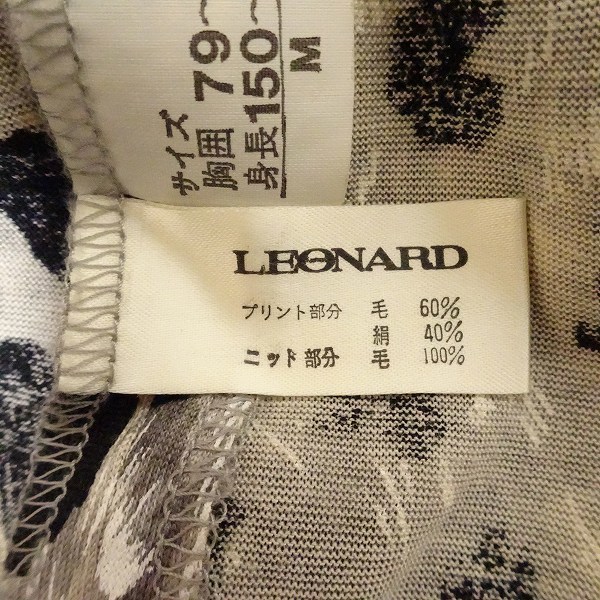 サイズ
胸囲 79~
身長 150~
M
LEONARD
プリント部分 毛 60%
絹 40%
ニット部分 毛 100%